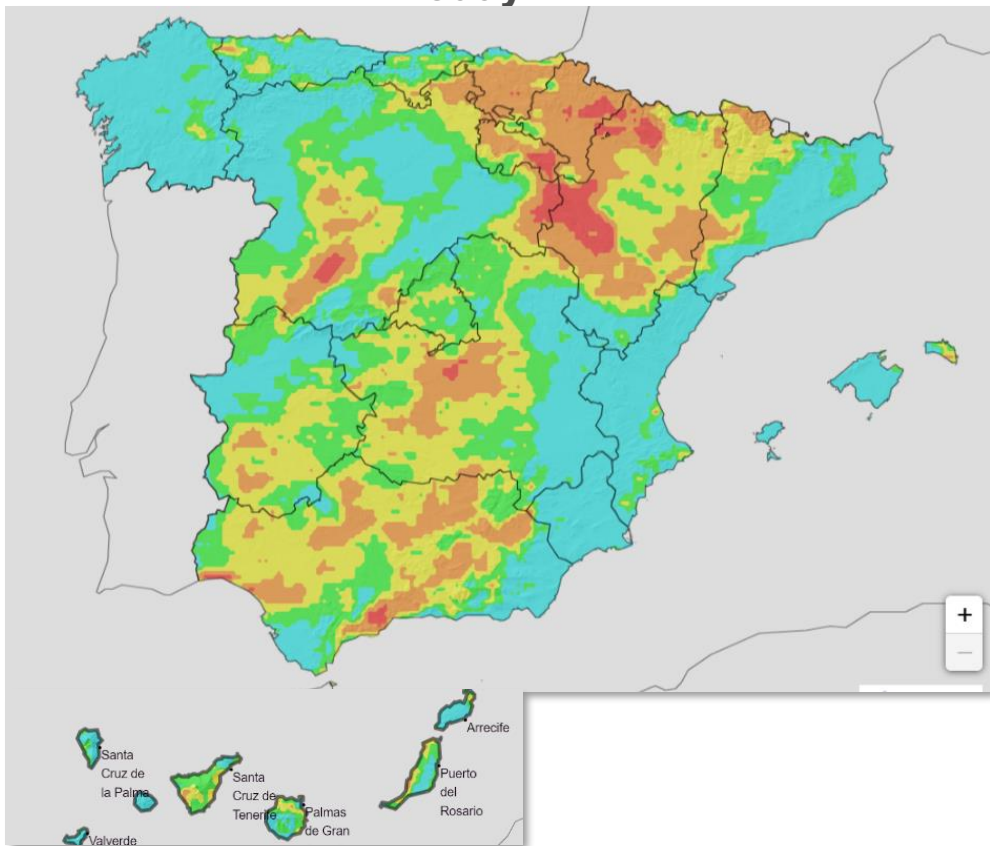 +
−
Arrecife
Santa
Cruz de
la Palma
Santa
Cruz de
Tenerife
Puerto
del
Rosario
Palmas
de Gran
Valverde